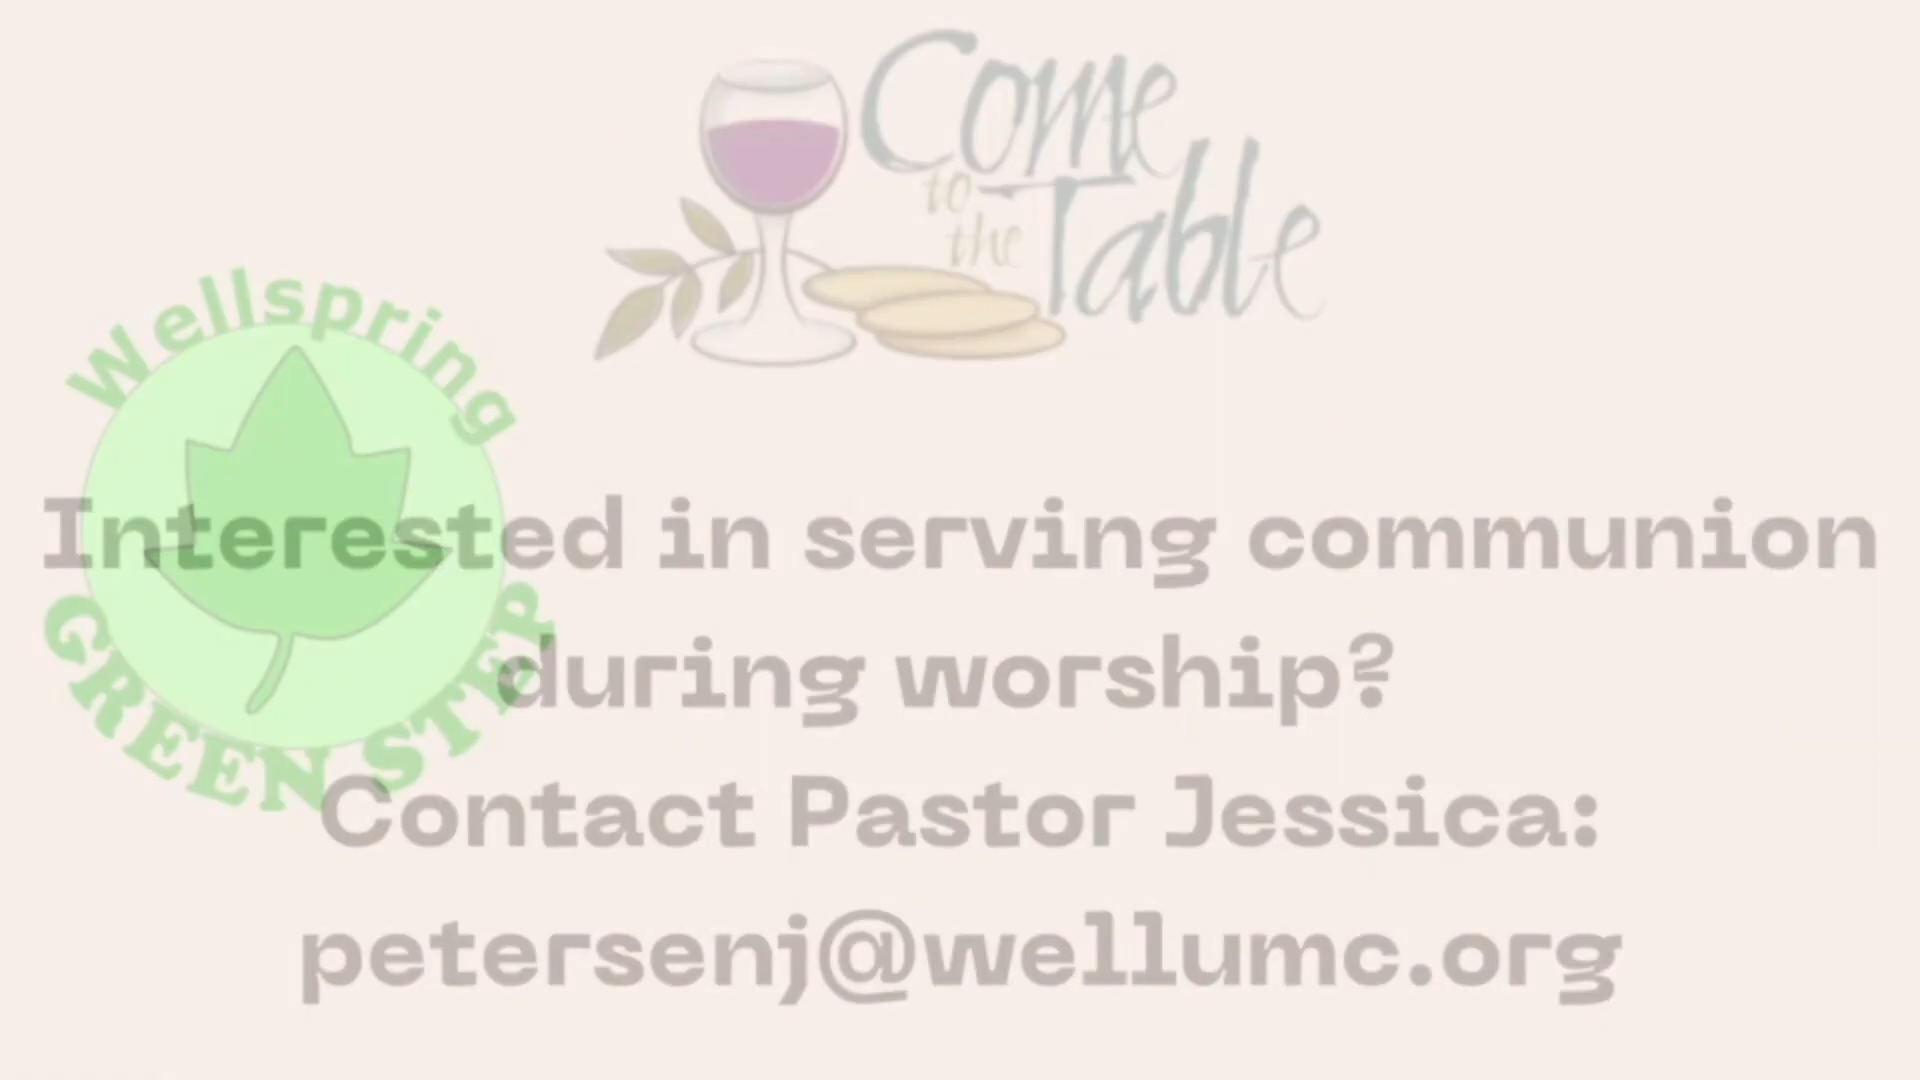 Come
to
the
Table
Wellspring
GREEN STEP
Interested in serving communion
during worship?
Contact Pastor Jessica:
petersenj@wellumc.org